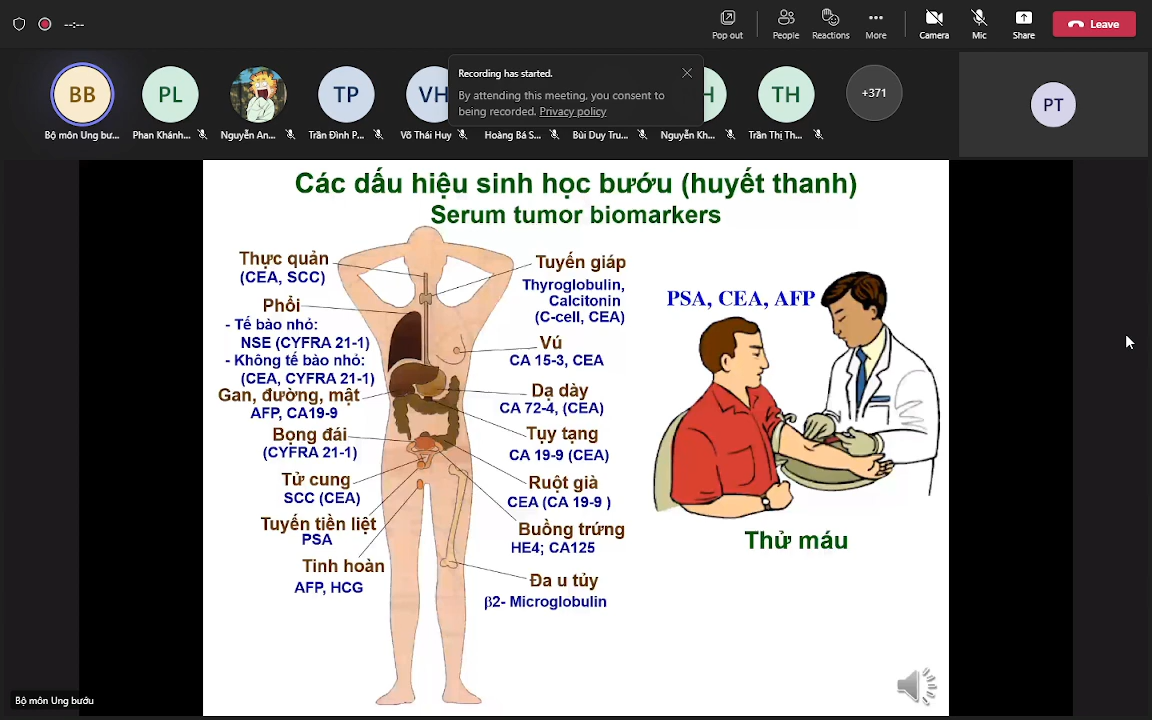 --:--
Pop out
People
Reactions
More
Camera
Mic
Share
Leave
Recording has started.
By attending this meeting, you consent to
being recorded. Privacy policy
BB
PL
TP
VH
H
TH
+371
PT
Bộ môn Ung bư...
Phan Khánh...
Nguyễn An...
Trần Đình P...
Võ Thái Huy
Hoàng Bá S...
Bùi Duy Tru...
Nguyễn Kh...
Trần Thị Th...
Các dấu hiệu sinh học bướu (huyết thanh)
Serum tumor biomarkers
Thực quản
(CEA, SCC)
Phổi
- Tế bào nhỏ:
NSE (CYFRA 21-1)
- Không tế bào nhỏ:
(CEA, CYFRA 21-1)
Gan, đường, mật
AFP, CA19-9
Bọng đái
(CYFRA 21-1)
Tử cung
SCC (CEA)
Tuyến tiền liệt
PSA
Tinh hoàn
AFP, HCG
Tuyến giáp
Thyroglobulin,
Calcitonin
(C-cell, CEA)
Vú
CA 15-3, CEA
Dạ dày
CA 72-4, (CEA)
Tụy tạng
CA 19-9 (CEA)
Ruột già
CEA (CA 19-9 )
Buồng trứng
HE4; CA125
Đa u tủy
β2- Microglobulin
PSA, CEA, AFP
Thử máu
Bộ môn Ung bướu